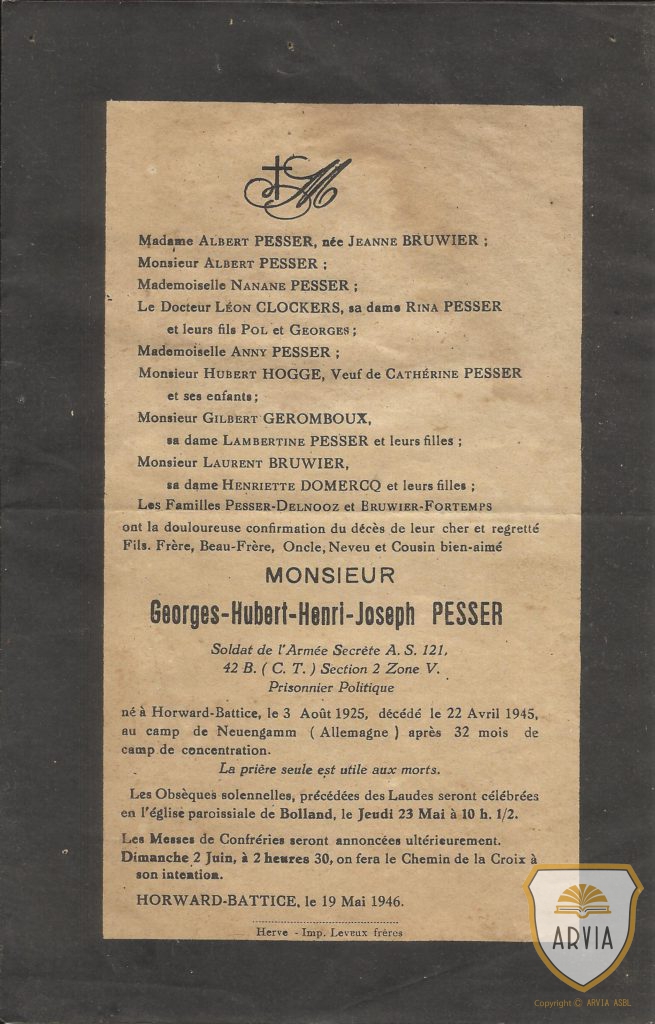 M
Madame ALBERT PESSER, née JEANNE BRUWIER ;
Monsieur ALBERT PESSER ;
Mademoiselle NANANE PESSER ;
Le Docteur LÉON CLOCKERS, sa dame RINA PESSER
et leurs fils POL et GEORGES ;
Mademoiselle ANNY PESSER ;
Monsieur HUBERT HOGGE, Veuf de CATHÉRINE PESSER
et ses enfants ;
Monsieur GILBERT GEROMBOUX,
sa dame LAMBERTINE PESSER et leurs filles ;
Monsieur LAURENT BRUWIER,
sa dame HENRIETTE DOMERCQ et leurs filles ;
Les Familles PESSER-DELNOOZ et BRUWIER-FORTEMPS
ont la douloureuse confirmation du décès de leur cher et regretté
Fils. Frère, Beau-Frère, Oncle, Neveu et Cousin bien-aimé
MONSIEUR
Georges-Hubert-Henri-Joseph PESSER
Soldat de l'Armée Secrète A. S. 121,
42 B. ( C. T. ) Section 2 Zone V.
Prisonnier Politique
né à Horward-Battice, le 3 Août 1925, décédé le 22 Avril 1945,
au camp de Neuengamm ( Allemagne ) après 32 mois de
camp de concentration.
La prière seule est utile aux morts.
Les Obsèques solennelles, précédées des Laudes seront célébrées
en l'église paroissiale de Bolland, le Jeudi 23 Mai à 10 h. 1/2.
Les Messes de Confréries seront annoncées ultérieurement.
Dimanche 2 Juin, à 2 heures 30, on fera le Chemin de la Croix à
son intention.
HORWARD-BATTICE, le 19 Mai 1946.
Herve - Imp. Leveux frères
ARVIA
Copyright © ARVIA ASBL